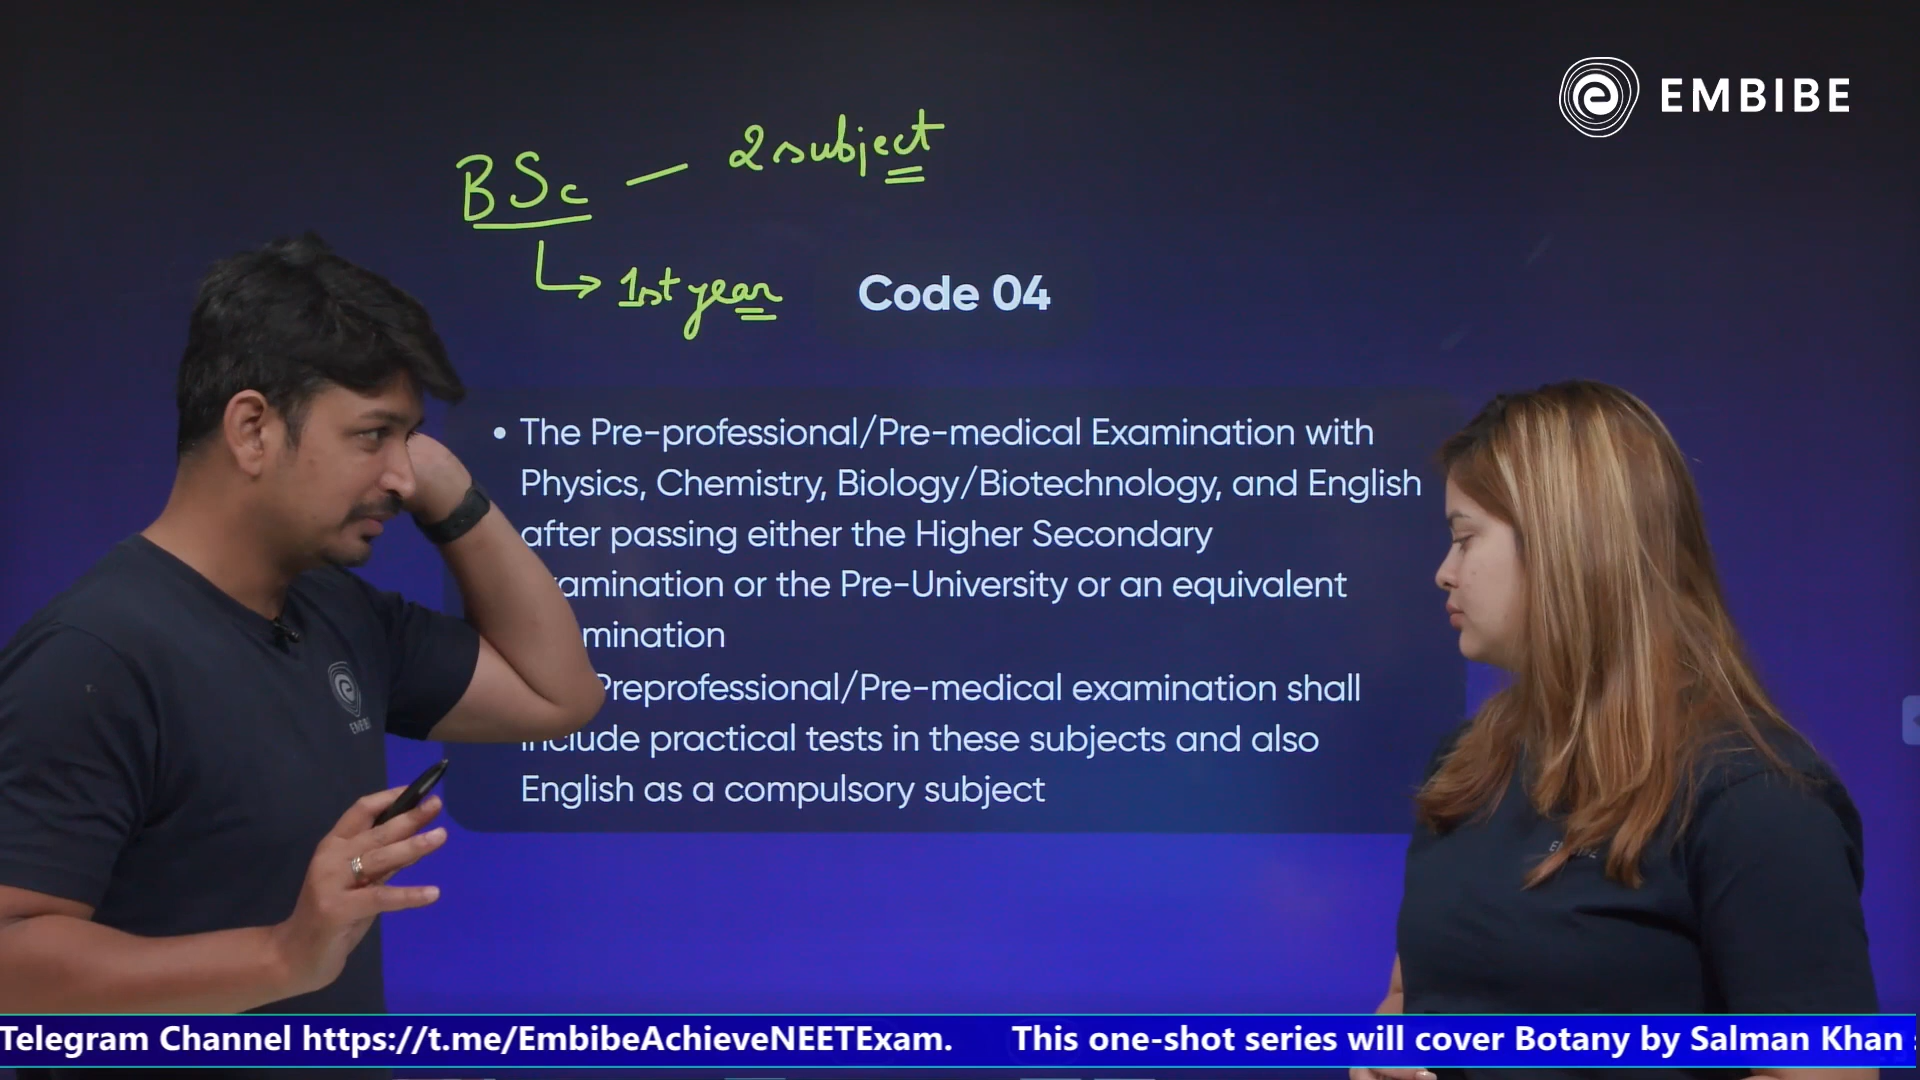 EMBIBE
BSc — 2 subject
1st year
Code 04
• The Pre-professional/Pre-medical Examination with
Physics, Chemistry, Biology/Biotechnology, and English
after passing either the Higher Secondary
amination or the Pre-University or an equivalent
mination
Preprofessional/Pre-medical examination shall
include practical tests in these subjects and also
English as a compulsory subject
EMBIBE
Telegram Channel https://t.me/EmbibeAchieveNEETExam. This one-shot series will cover Botany by Salman Khan